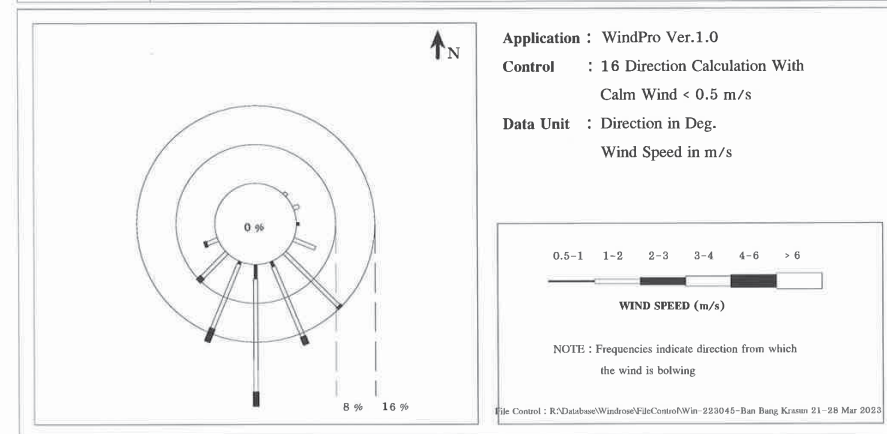 N
Application : WindPro Ver.1.0
Control : 16 Direction Calculation With
Calm Wind < 0.5 m/s
Data Unit : Direction in Deg.
Wind Speed in m/s
0 %
8 % 16 %
0.5-1 1-2 2-3 3-4 4-6 > 6
WIND SPEED (m/s)
NOTE : Frequencies indicate direction from which
the wind is bolwing
File Control : R:\Database\Windrose\FileControl\Win-223045-Ban Bang Krasun 21-28 Mar 2023